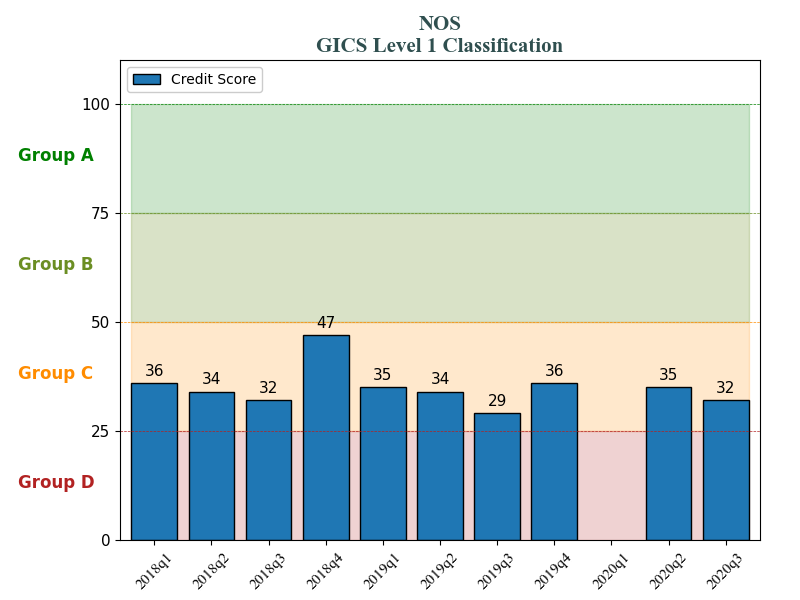 NOS
GICS Level 1 Classification
Credit Score
100
Group A
75
Group B
50
47
Group C
36
34
32
35
34
29
36
35
32
25
Group D
0
2018q1
2018q2
2018q3
2018q4
2019q1
2019q2
2019q3
2019q4
2020q1
2020q2
2020q3